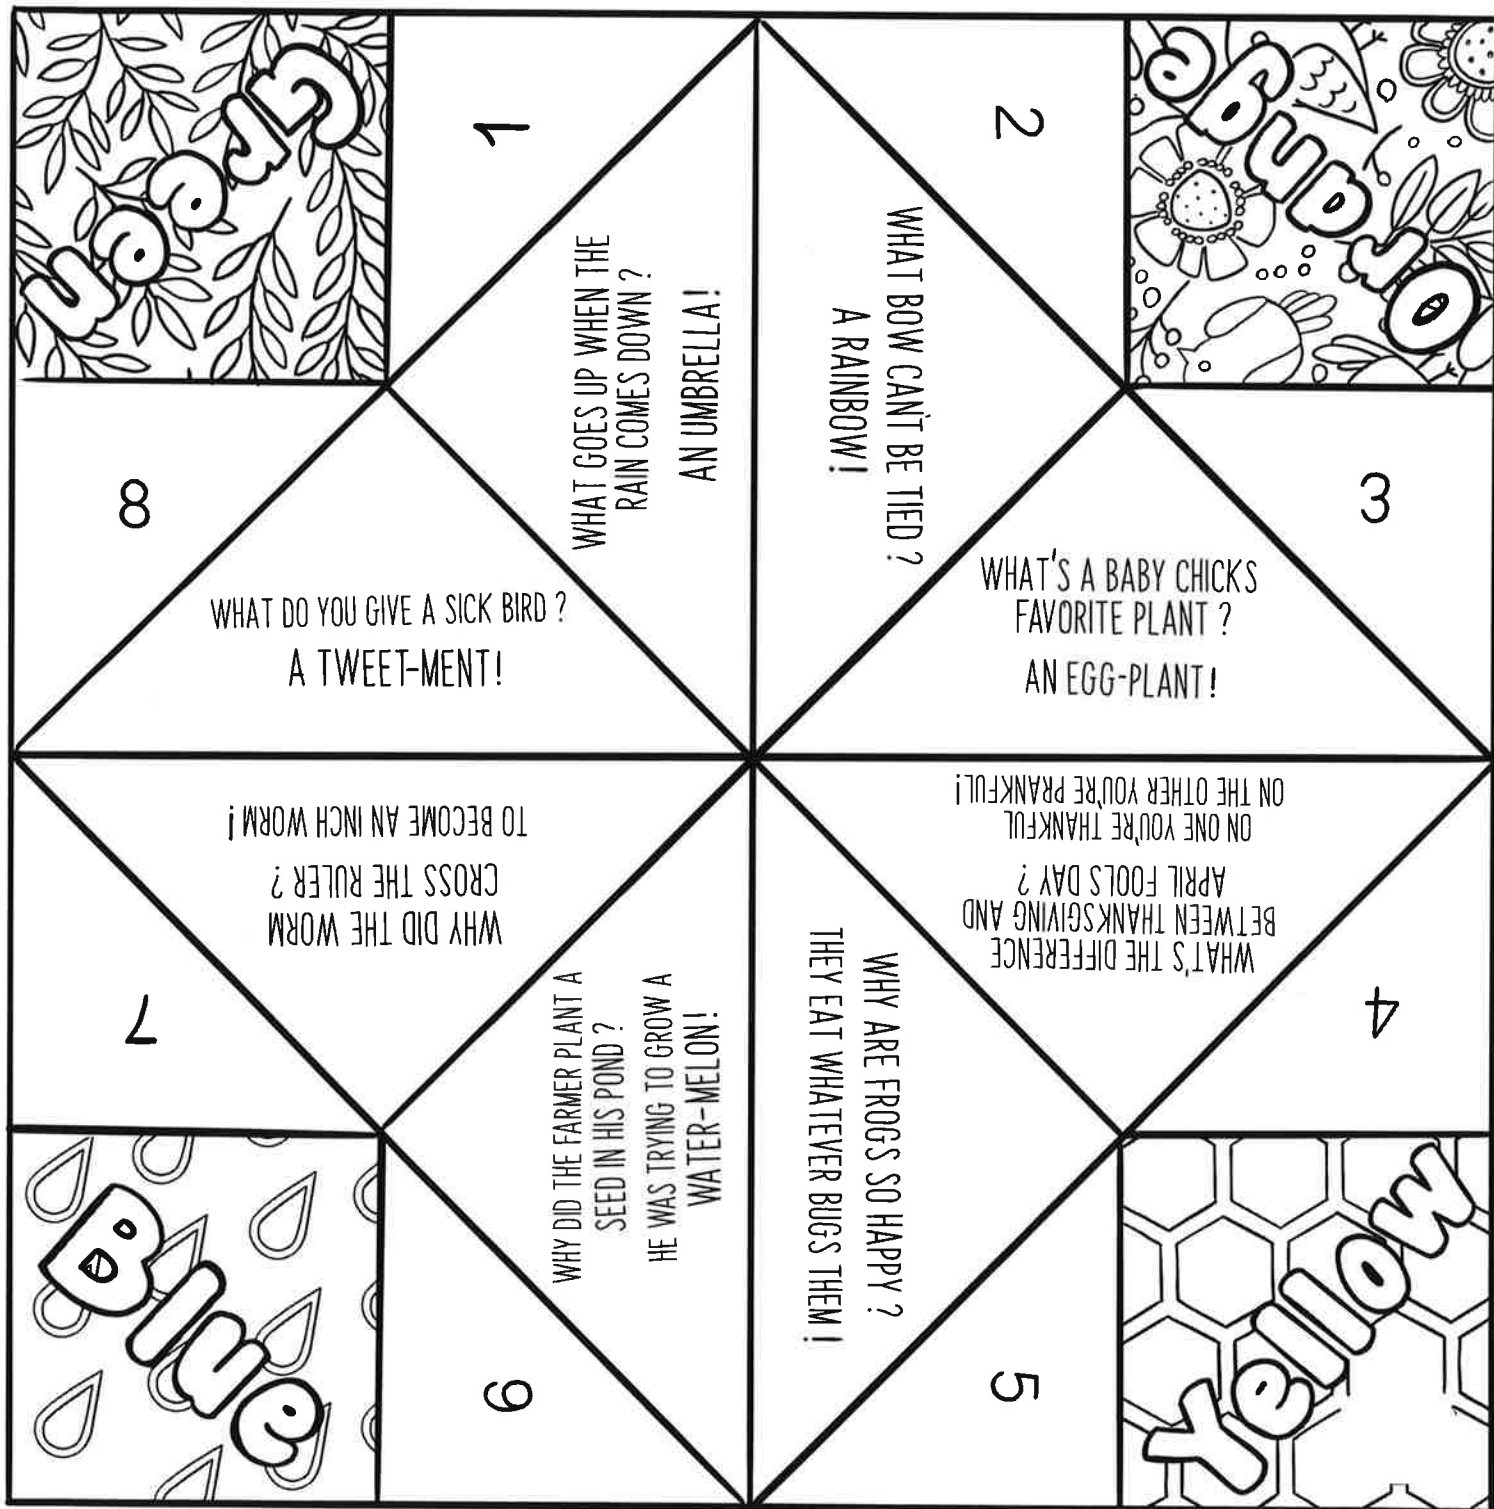 Green
1
2
Orange
WHAT GOES UP WHEN THE
RAIN COMES DOWN ?
AN UMBRELLA!
WHAT BOW CAN'T BE TIED ?
A RAINBOW!
8
3
WHAT DO YOU GIVE A SICK BIRD ?
A TWEET-MENT!
WHAT'S A BABY CHICKS
FAVORITE PLANT ?
AN EGG-PLANT!
WHY DID THE WORM
CROSS THE RULER ?
TO BECOME AN INCH WORM!
WHAT'S THE DIFFERENCE
BETWEEN THANKSGIVING AND
APRIL FOOLS DAY ?
ON ONE YOU'RE THANKFUL
ON THE OTHER YOU'RE PRANKFUL!
7
4
WHY DID THE FARMER PLANT A
SEED IN HIS POND ?
HE WAS TRYING TO GROW A
WATER-MELON!
WHY ARE FROGS SO HAPPY ?
THEY EAT WHATEVER BUGS THEM!
Blue
6
5
Yellow